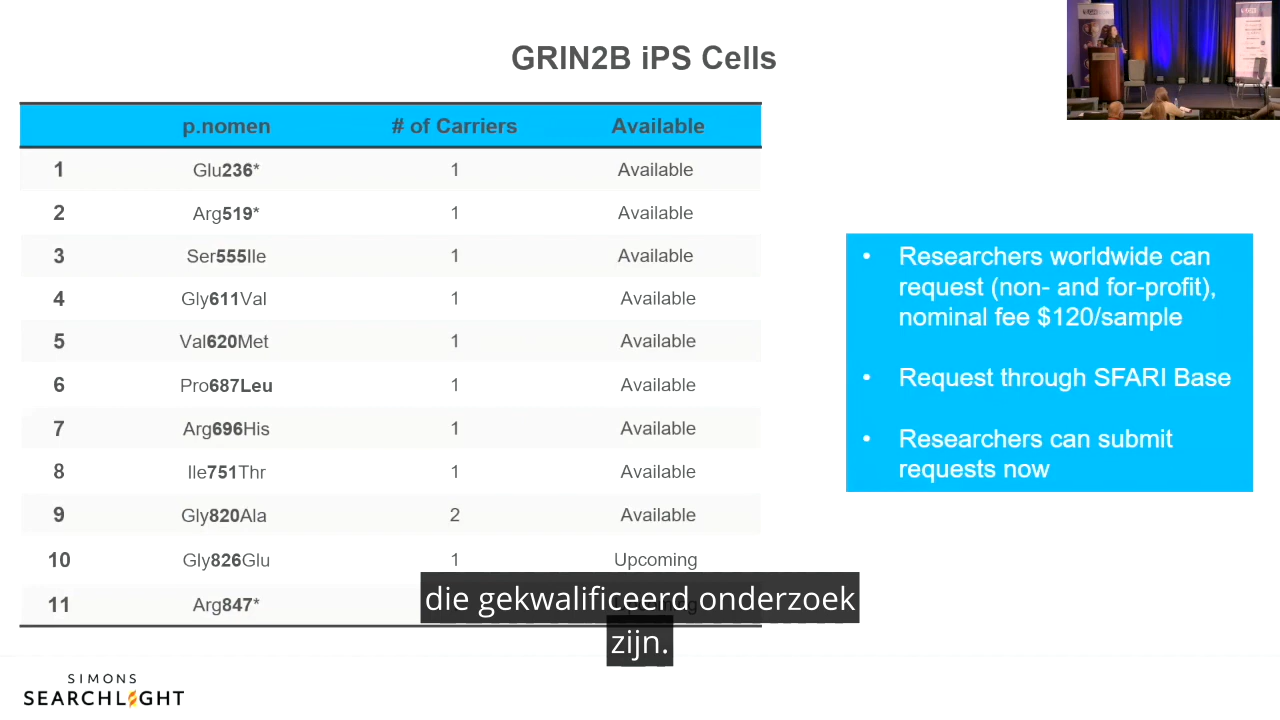 GRIN2B iPS Cells
p.nomen # of Carriers Available
1 Glu236* 1 Available
2 Arg519* 1 Available
3 Ser555Ile 1 Available
4 Gly611Val 1 Available
5 Val620Met 1 Available
6 Pro687Leu 1 Available
7 Arg696His 1 Available
8 Ile751Thr 1 Available
9 Gly820Ala 2 Available
10 Gly826Glu 1 Upcoming
11 Arg847*
• Researchers worldwide can
request (non- and for-profit),
nominal fee $120/sample
• Request through SFARI Base
• Researchers can submit
requests now
die gekwalificeerd onderzoek
zijn.
SIMONS
SEARCHLIGHT